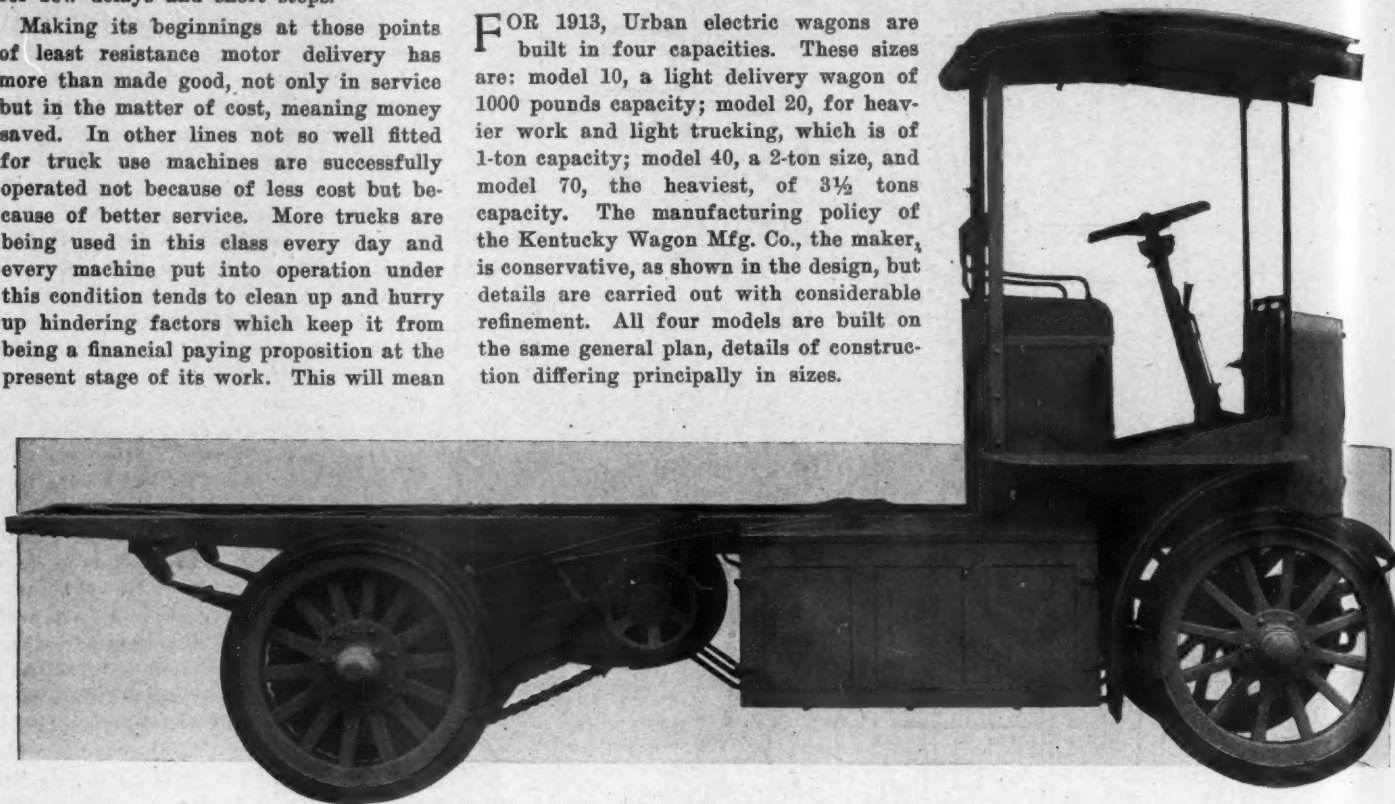 Making its beginnings at those points
of least resistance motor delivery has
more than made good, not only in service
but in the matter of cost, meaning money
saved. In other lines not so well fitted
for truck use machines are successfully
operated not because of less cost but be-
cause of better service. More trucks are
being used in this class every day and
every machine put into operation under
this condition tends to clean up and hurry
up hindering factors which keep it from
being a financial paying proposition at the
present stage of its work. This will mean
FOR 1913, Urban electric wagons are
built in four capacities. These sizes
are: model 10, a light delivery wagon of
1000 pounds capacity; model 20, for heav-
ier work and light trucking, which is of
1-ton capacity; model 40, a 2-ton size, and
model 70, the heaviest, of 3½ tons
capacity. The manufacturing policy of
the Kentucky Wagon Mfg. Co., the maker,
is conservative, as shown in the design, but
details are carried out with considerable
refinement. All four models are built on
the same general plan, details of construc-
tion differing principally in sizes.